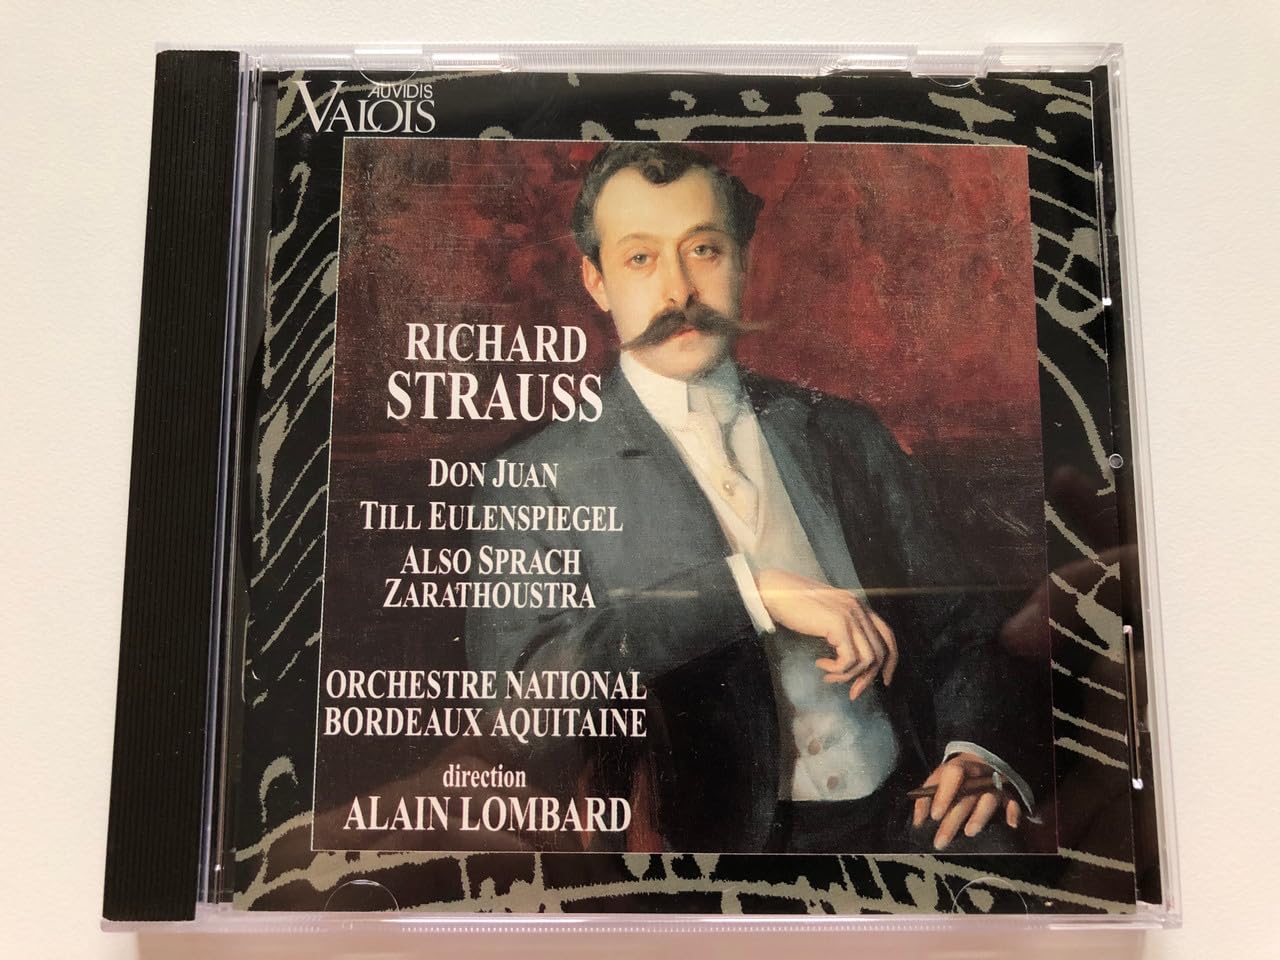 AUVIDIS
VALOIS
RICHARD
STRAUSS
DON JUAN
TILL EULENSPIEGEL
ALSO SPRACH
ZARATHOUSTRA
ORCHESTRE NATIONAL
BORDEAUX AQUITAINE
direction
ALAIN LOMBARD